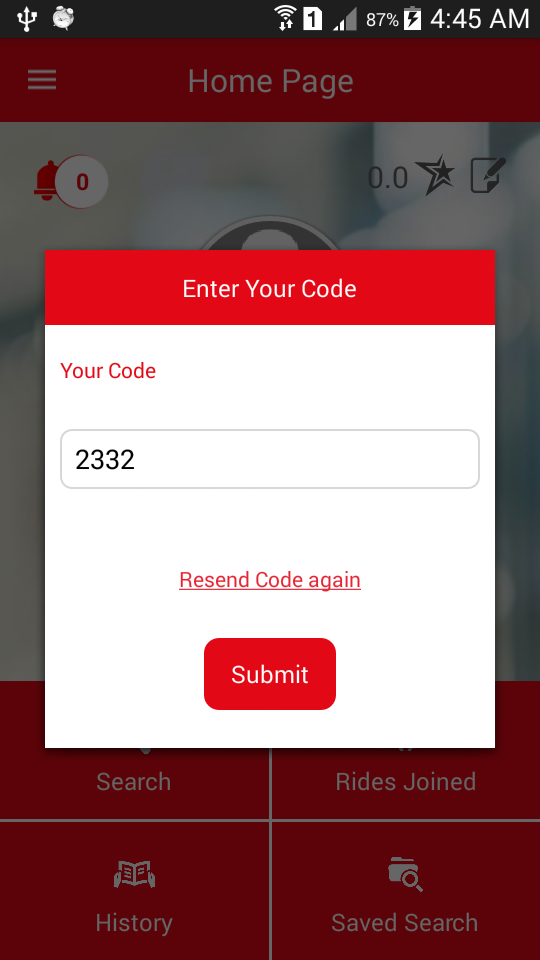 1 87% 4:45 AM
Home Page
0 0.0
Enter Your Code
Your Code
2332
Resend Code again
Submit
Search Rides Joined
History Saved Search